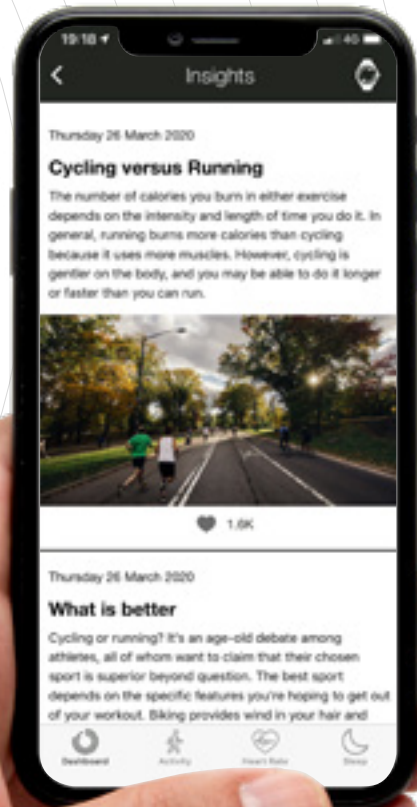 19:18
4G
Insights
Thursday 26 March 2020
Cycling versus Running
The number of calories you burn in either exercise
depends on the intensity and length of time you do it. In
general, running burns more calories than cycling
because it uses more muscles. However, cycling is
gentler on the body, and you may be able to do it longer
or faster than you can run.
1.6K
Thursday 26 March 2020
What is better
Cycling or running? It's an age-old debate among
athletes, all of whom want to claim that their chosen
sport is superior beyond question. The best sport
depends on the specific features you're hoping to get out
of your workout. Biking provides wind in your hair and
Dashboard
Activity
Heart Rate
Sleep